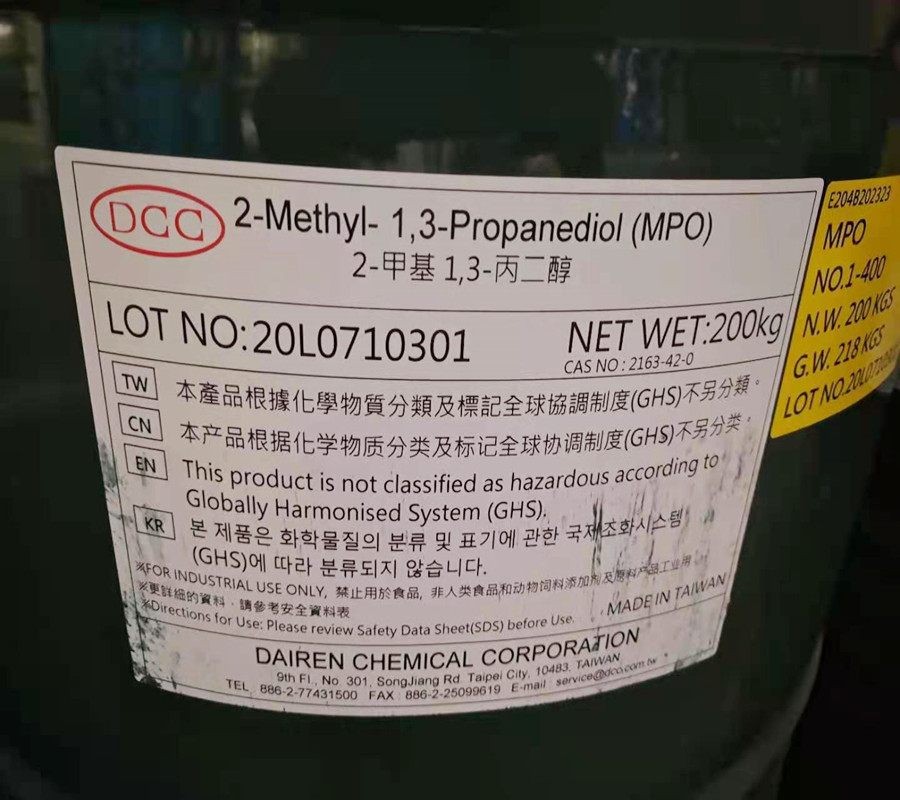 DCC
2-Methyl- 1,3-Propanediol (MPO)
2-甲基 1,3-丙二醇
LOT NO:20L0710301
NET WET:200kg
CAS NO : 2163-42-0
TW 本產品根據化學物質分類及標記全球協調制度(GHS)不另分類。
CN 本产品根据化学物质分类及标记全球协调制度(GHS)不另分类。
EN This product is not classified as hazardous according to
Globally Harmonised System (GHS).
KR 본 제품은 화학물질의 분류 및 표기에 관한 국제조화시스템
(GHS)에 따라 분류되지 않습니다.
※FOR INDUSTRIAL USE ONLY, 禁止用於食品, 非人类食品和动物饲料添加剂及原料产品工业用
※更詳細的資料，請參考安全資料表
※Directions for Use: Please review Safety Data Sheet(SDS) before Use.
MADE IN TAIWAN
DAIREN CHEMICAL CORPORATION
9th Fl., No. 301, SongJiang Rd. Taipei City, 10483, TAIWAN
TEL 886-2-77431500 FAX 886-2-25099619 E-mail service@dcc.com.tw
E204B202323
MPO
NO.1-400
N.W. 200 KGS
G.W. 218 KGS
LOT NO.20L07103